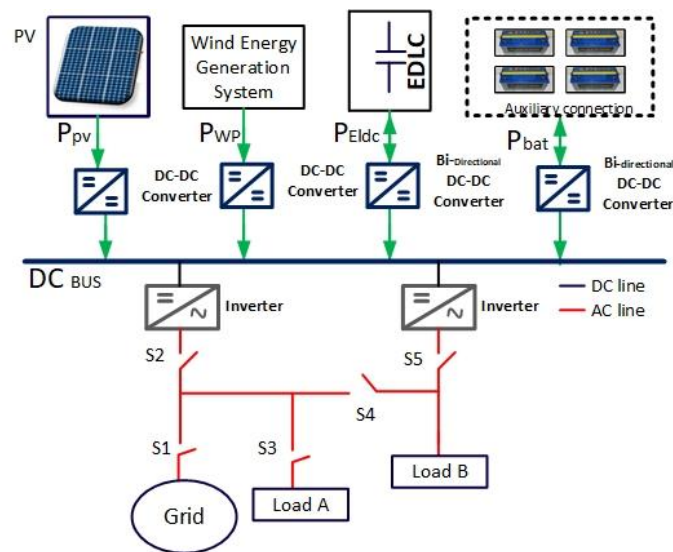 PV
Wind Energy
Generation
System
EDLC
Auxiliary connection
Ppv
PWP
PEldc
Pbat
DC-DC
Converter
DC-DC
Converter
Bi-Directional
DC-DC
Converter
Bi-directional
DC-DC
Converter
DC BUS
Inverter
Inverter
DC line
AC line
S2
S5
S4
S1
S3
Load B
Grid
Load A